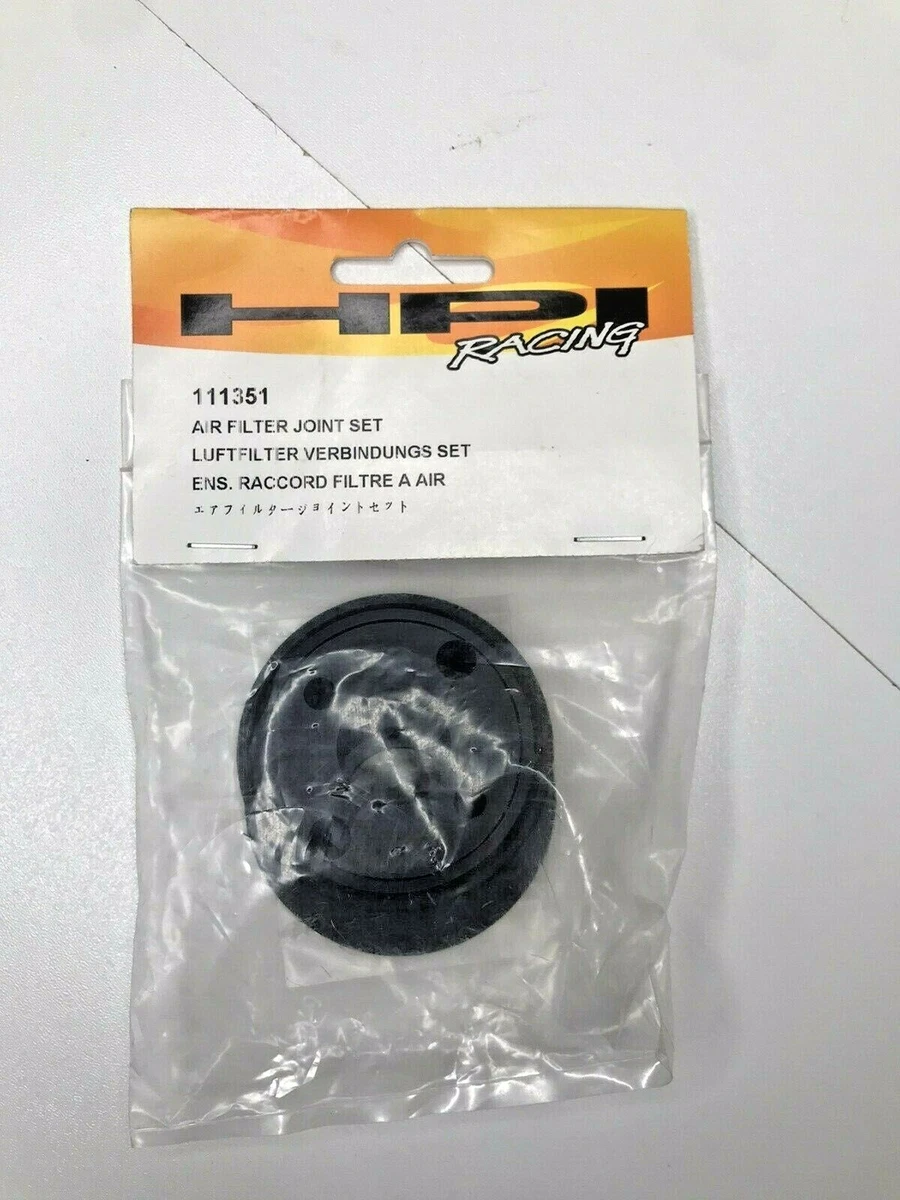 HPI
RACING
111351
AIR FILTER JOINT SET
LUFTFILTER VERBINDUNGS SET
ENS. RACCORD FILTRE A AIR
エアフィルタージョイントセット